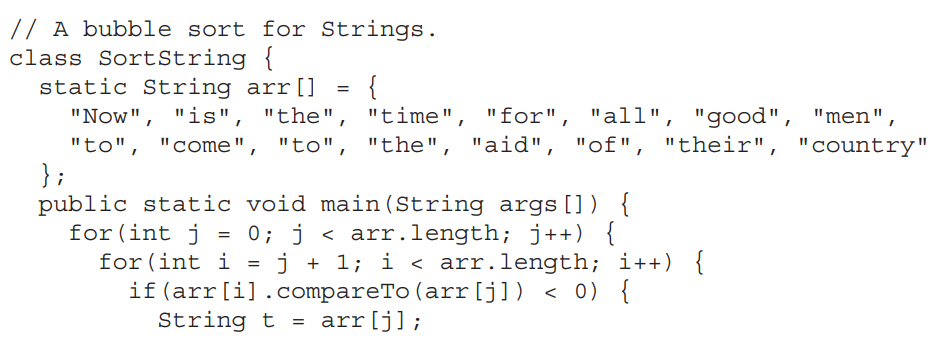 // A bubble sort for Strings.
class SortString {
  static String arr[] = {
    "Now", "is", "the", "time", "for", "all", "good", "men",
    "to", "come", "to", "the", "aid", "of", "their", "country"
  };
  public static void main(String args[]) {
    for(int j = 0; j < arr.length; j++) {
      for(int i = j + 1; i < arr.length; i++) {
        if(arr[i].compareTo(arr[j]) < 0) {
          String t = arr[j];